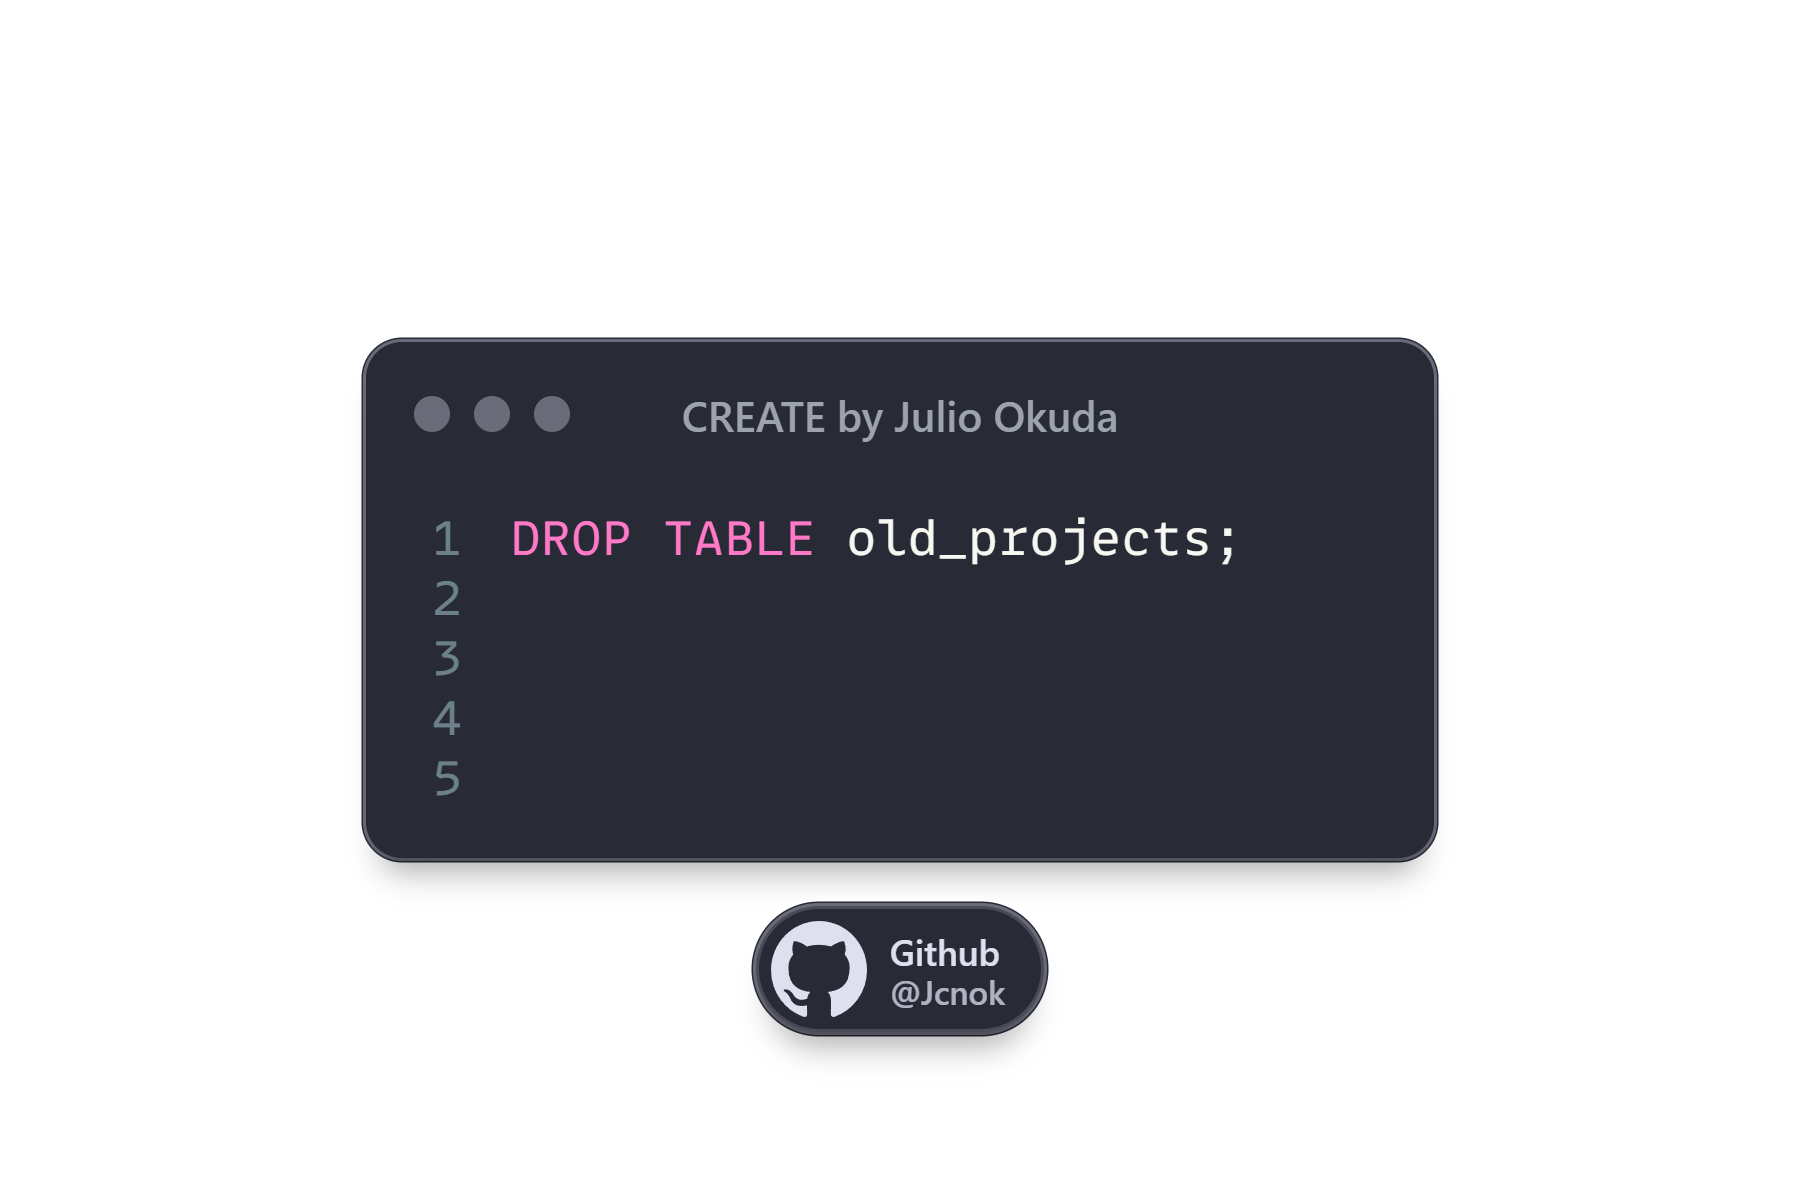 CREATE by Julio Okuda
1 DROP TABLE old_projects;
2
3
4
5
Github
@Jcnok